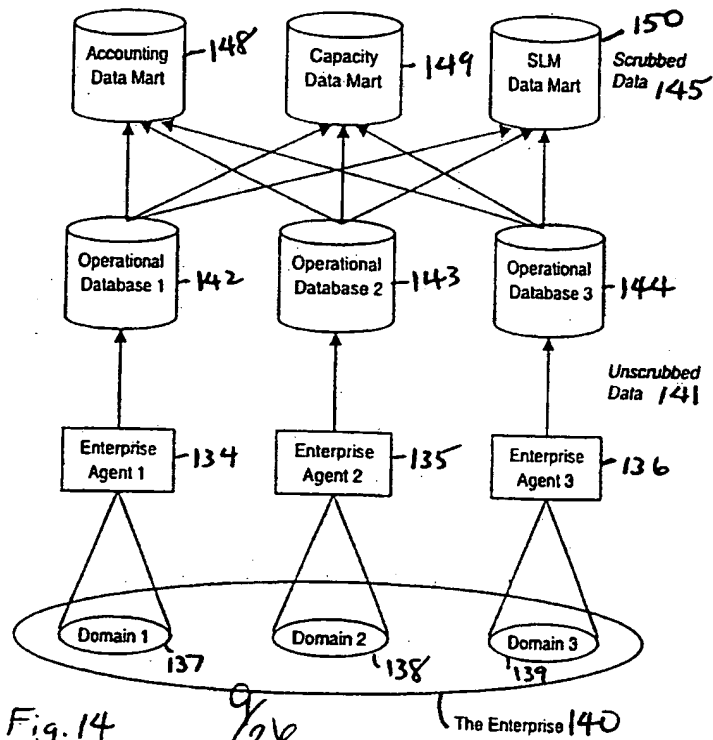 Accounting
Data Mart
148
Capacity
Data Mart
149
SLM
Data Mart
150
Scrubbed
Data 145
Operational
Database 1
142
Operational
Database 2
143
Operational
Database 3
144
Unscrubbed
Data 141
Enterprise
Agent 1
134
Enterprise
Agent 2
135
Enterprise
Agent 3
136
Domain 1
137
Domain 2
138
Domain 3
139
Fig. 14
9/26
The Enterprise 140